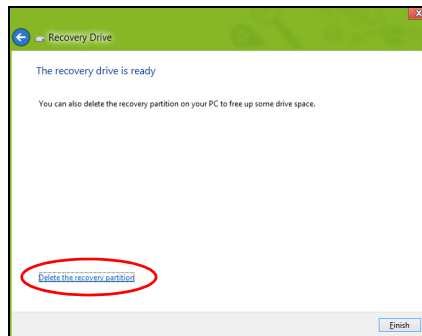 Recovery Drive
The recovery drive is ready
You can also delete the recovery partition on your PC to free up some drive space.
Delete the recovery partition
Finish